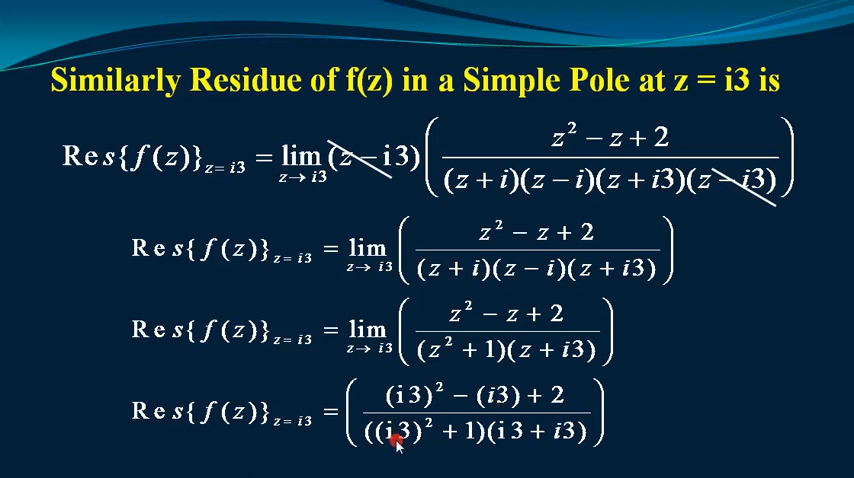 Similarly Residue of f(z) in a Simple Pole at z = i3 is
Res{f(z)}_{z=i3} = lim_{z→i3} (z − i3) ( (z² − z + 2) / ((z + i)(z − i)(z + i3)(z − i3)) )
Res{f(z)}_{z=i3} = lim_{z→i3} ( (z² − z + 2) / ((z + i)(z − i)(z + i3)) )
Res{f(z)}_{z=i3} = lim_{z→i3} ( (z² − z + 2) / ((z² + 1)(z + i3)) )
Res{f(z)}_{z=i3} = ( ((i3)² − (i3) + 2) / (((i3)² + 1)(i3 + i3)) )